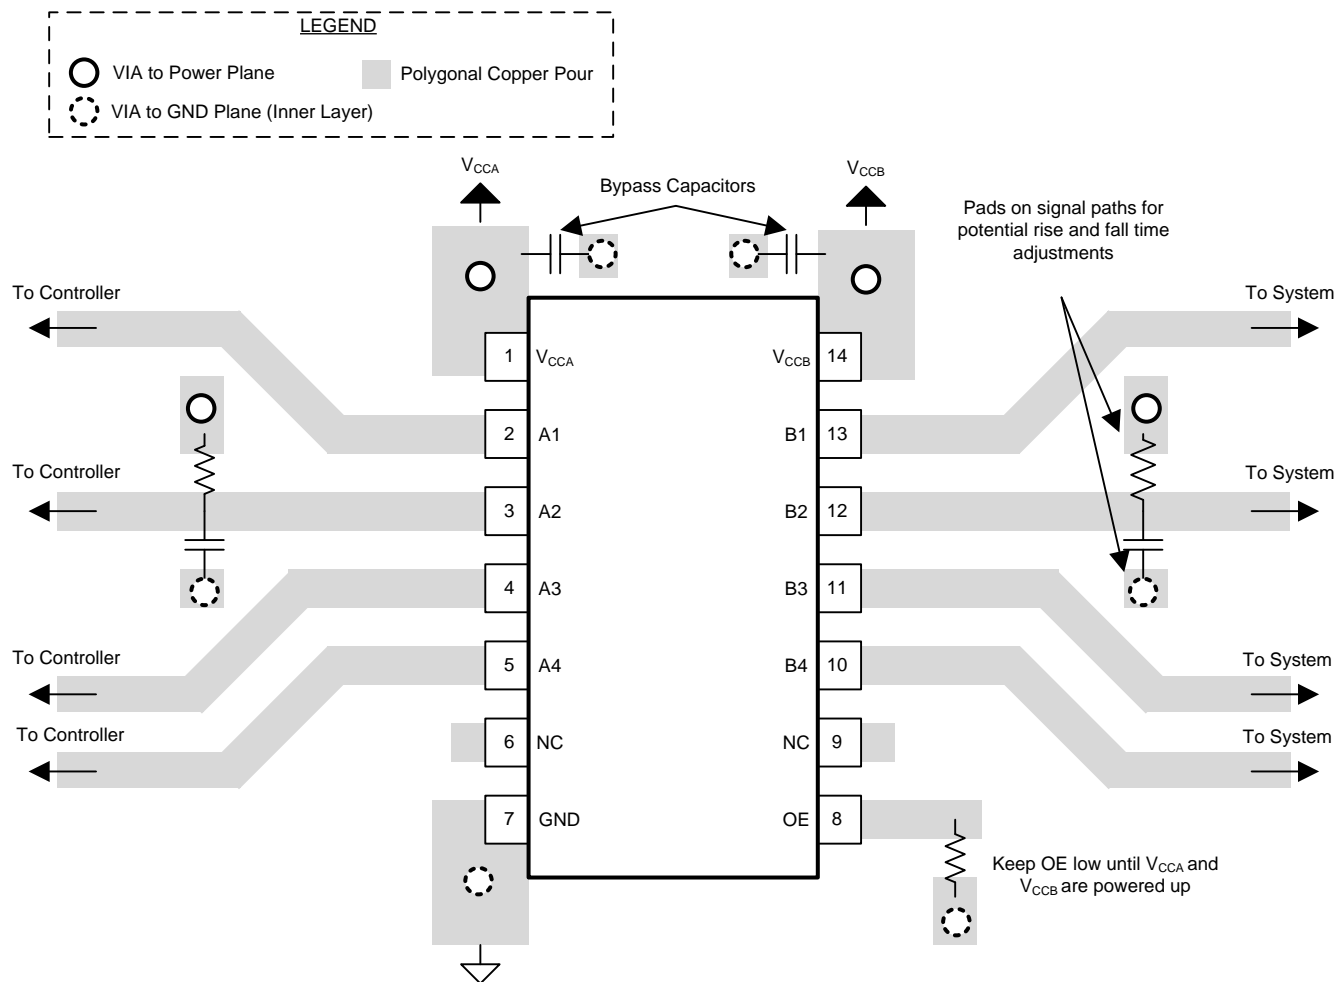 LEGEND
VIA to Power Plane
Polygonal Copper Pour
VIA to GND Plane (Inner Layer)
VCCA
VCCB
Bypass Capacitors
Pads on signal paths for
potential rise and fall time
adjustments
To Controller
To System
1
VCCA
VCCB
14
2
A1
B1
13
To Controller
To System
3
A2
B2
12
4
A3
B3
11
To Controller
To System
5
A4
B4
10
To Controller
To System
6
NC
NC
9
7
GND
OE
8
Keep OE low until VCCA and
VCCB are powered up